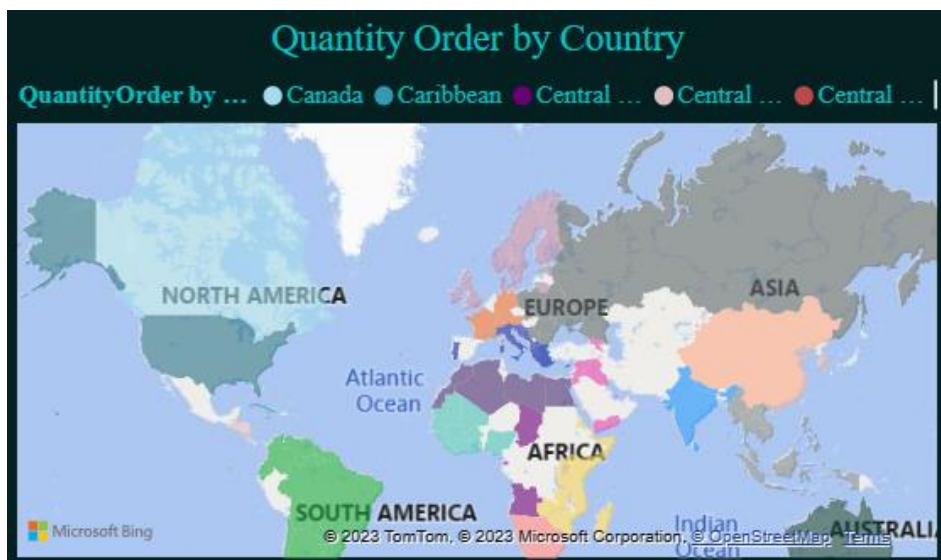 Quantity Order by Country
QuantityOrder by ... Canada Caribbean Central ... Central ... Central ...
NORTH AMERICA
EUROPE
ASIA
Atlantic
Ocean
AFRICA
SOUTH AMERICA
Indian
Ocean
AUSTRALIA
Microsoft Bing
© 2023 TomTom, © 2023 Microsoft Corporation, © OpenStreetMap Terms